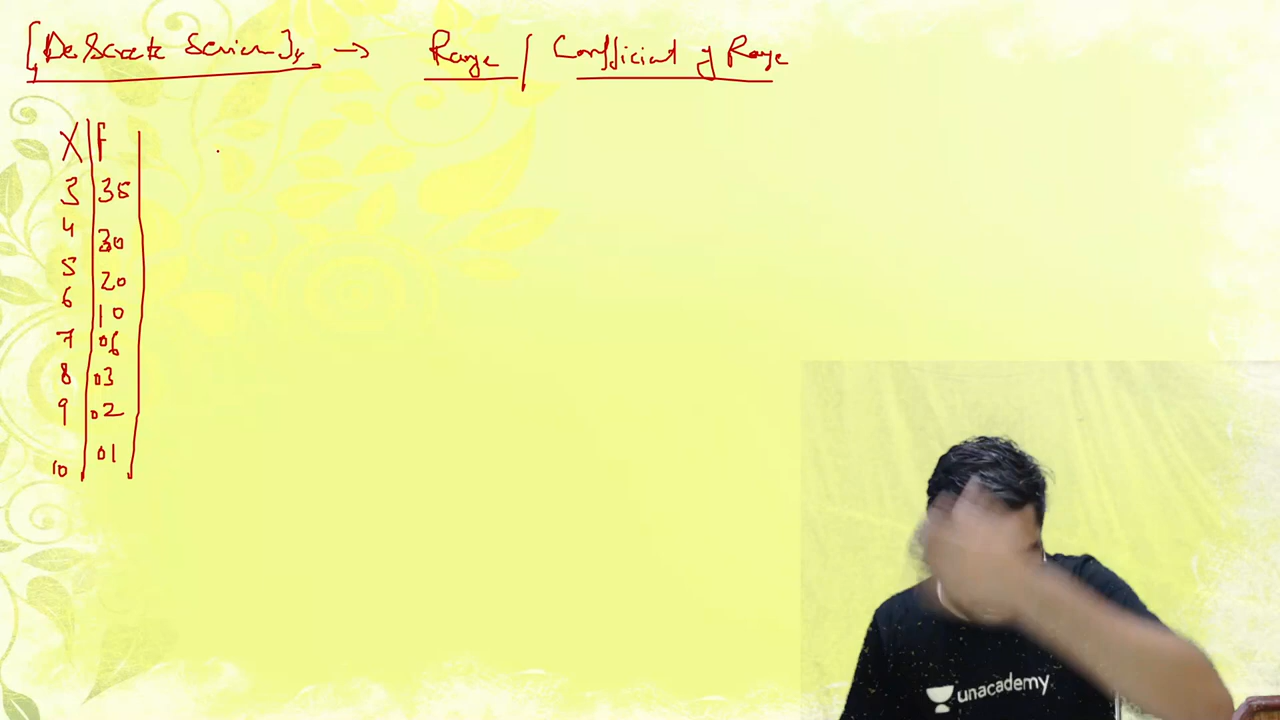 [Descrete Series] → Range / Coefficient of Range
X F
3 35
4 30
5 20
6 10
7 06
8 03
9 02
10 01
unacademy